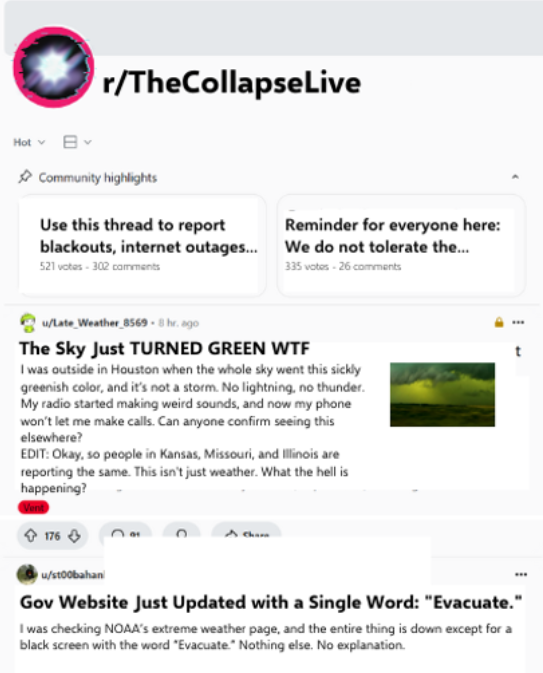 r/TheCollapseLive
Hot
Community highlights
Use this thread to report
blackouts, internet outages...
521 votes - 302 comments
Reminder for everyone here:
We do not tolerate the...
335 votes - 26 comments
u/Late_Weather_8569 • 8 hr. ago
The Sky Just TURNED GREEN WTF
t
I was outside in Houston when the whole sky went this sickly
greenish color, and it's not a storm. No lightning, no thunder.
My radio started making weird sounds, and now my phone
won't let me make calls. Can anyone confirm seeing this
elsewhere?
EDIT: Okay, so people in Kansas, Missouri, and Illinois are
reporting the same. This isn't just weather. What the hell is
happening?
Vent
176 91 Share
u/st00bahan
Gov Website Just Updated with a Single Word: "Evacuate."
I was checking NOAA's extreme weather page, and the entire thing is down except for a
black screen with the word "Evacuate." Nothing else. No explanation.